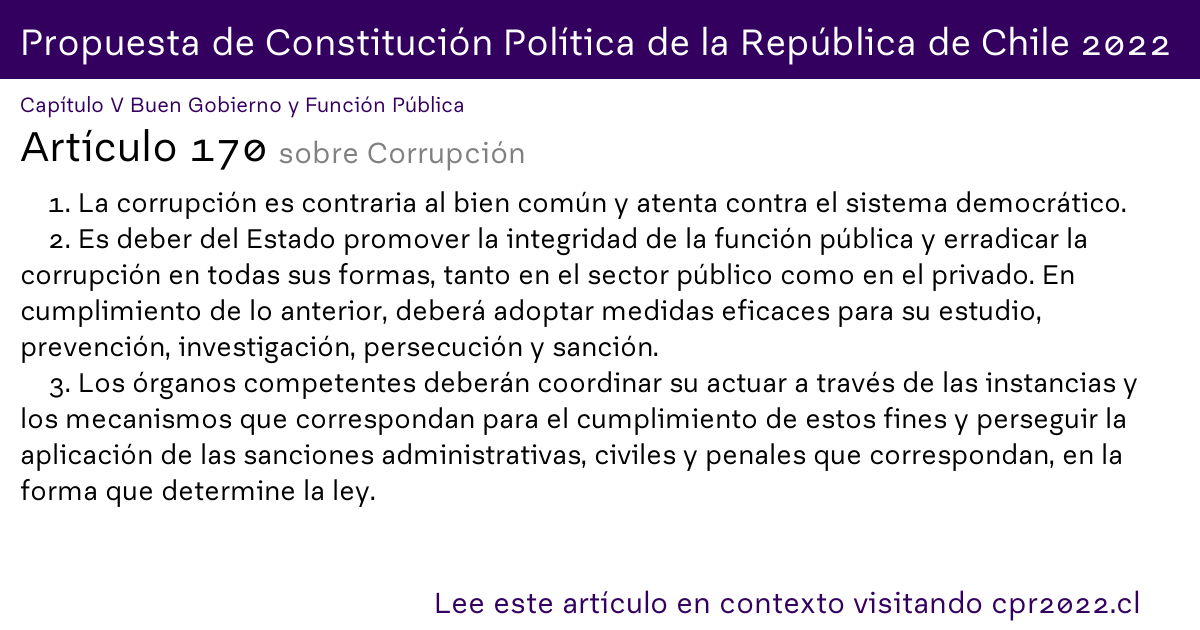 Propuesta de Constitución Política de la República de Chile 2022
Capítulo V Buen Gobierno y Función Pública
Artículo 170 sobre Corrupción
1. La corrupción es contraria al bien común y atenta contra el sistema democrático.
2. Es deber del Estado promover la integridad de la función pública y erradicar la
corrupción en todas sus formas, tanto en el sector público como en el privado. En
cumplimiento de lo anterior, deberá adoptar medidas eficaces para su estudio,
prevención, investigación, persecución y sanción.
3. Los órganos competentes deberán coordinar su actuar a través de las instancias y
los mecanismos que correspondan para el cumplimiento de estos fines y perseguir la
aplicación de las sanciones administrativas, civiles y penales que correspondan, en la
forma que determine la ley.
Lee este artículo en contexto visitando cpr2022.cl